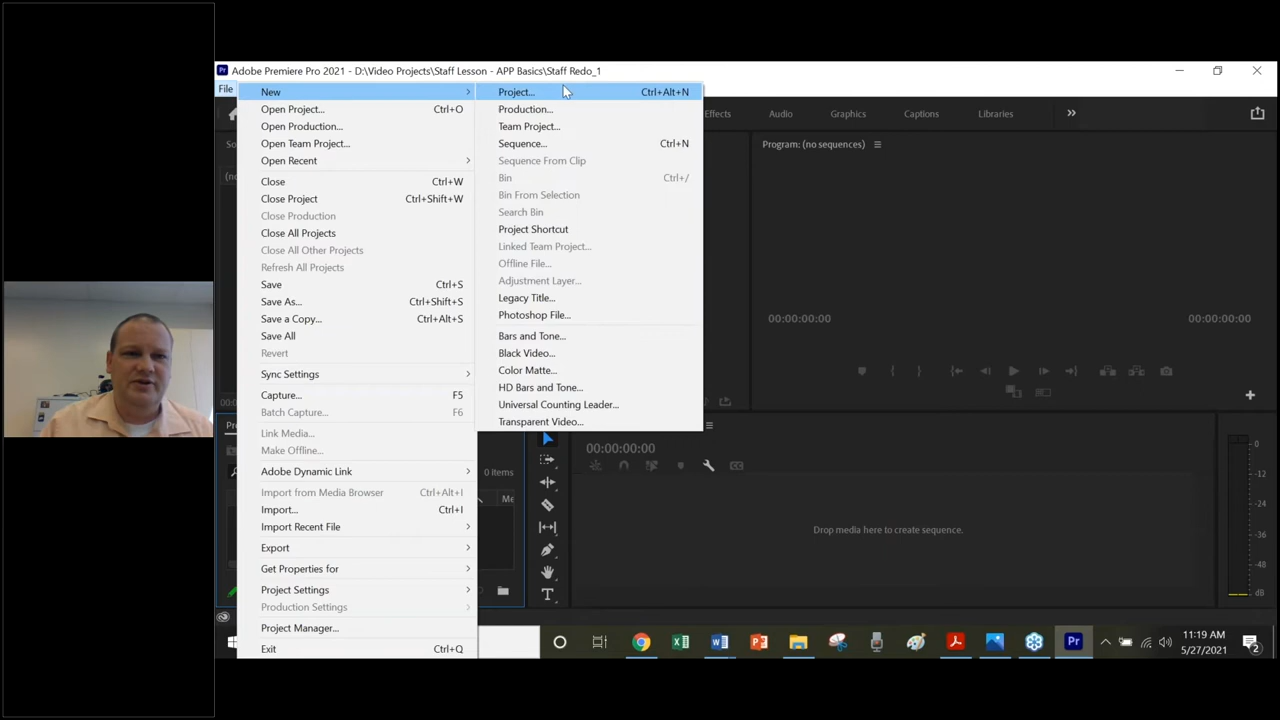 Pr Adobe Premiere Pro 2021 - D:\Video Projects\Staff Lesson - APP Basics\Staff Redo_1
File
Effects Audio Graphics Captions Libraries
New
Open Project... Ctrl+O
Open Production...
Open Team Project...
Open Recent
Close Ctrl+W
Close Project Ctrl+Shift+W
Close Production
Close All Projects
Close All Other Projects
Refresh All Projects
Save Ctrl+S
Save As... Ctrl+Shift+S
Save a Copy... Ctrl+Alt+S
Save All
Revert
Sync Settings
Capture... F5
Batch Capture... F6
Link Media...
Make Offline...
Adobe Dynamic Link
Import from Media Browser Ctrl+Alt+I
Import... Ctrl+I
Import Recent File
Export
Get Properties for
Project Settings
Production Settings
Project Manager...
Exit Ctrl+Q
Project... Ctrl+Alt+N
Production...
Team Project...
Sequence... Ctrl+N
Sequence From Clip
Bin Ctrl+/
Bin From Selection
Search Bin
Project Shortcut
Linked Team Project...
Offline File...
Adjustment Layer...
Legacy Title...
Photoshop File...
Bars and Tone...
Black Video...
Color Matte...
HD Bars and Tone...
Universal Counting Leader...
Transparent Video...
Program: (no sequences)
00:00:00:00 00:00:00:00
0 Items
00:00:00:00
Drop media here to create sequence.
0
-12
-24
-36
-48
dB
Pr
11:19 AM
5/27/2021
2